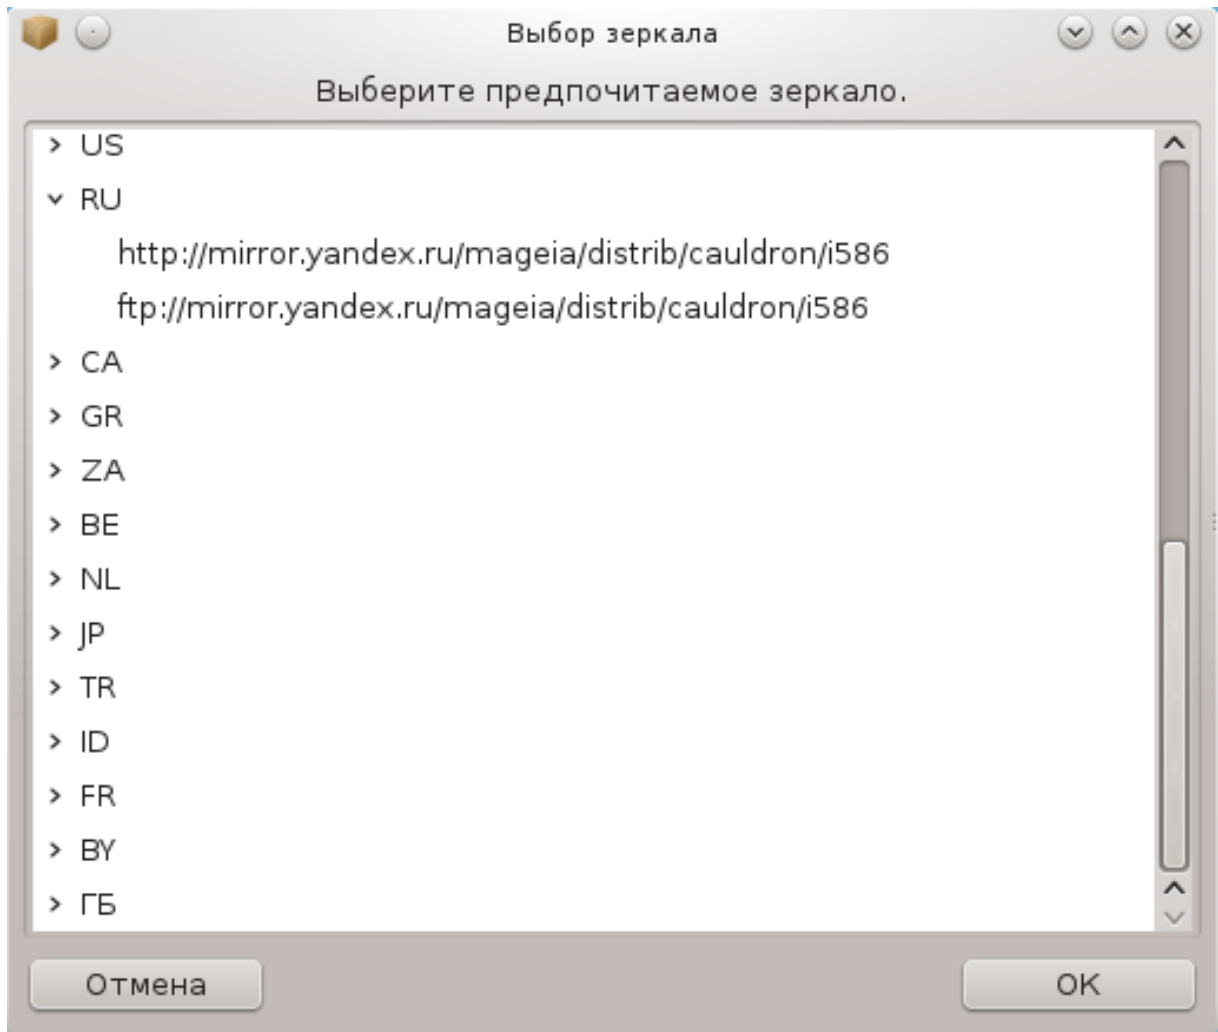 Выбор зеркала
Выберите предпочитаемое зеркало.
US
RU
http://mirror.yandex.ru/mageia/distrib/cauldron/i586
ftp://mirror.yandex.ru/mageia/distrib/cauldron/i586
CA
GR
ZA
BE
NL
JP
TR
ID
FR
BY
ГБ
Отмена
OK